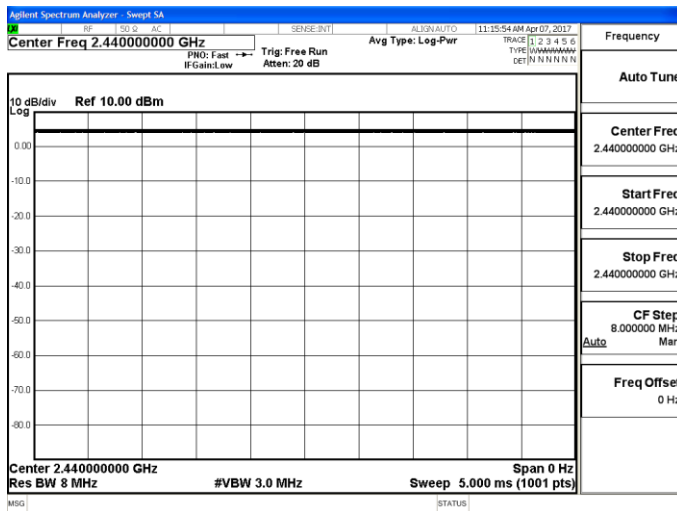 Agilent Spectrum Analyzer - Swept SA
RF 50 Ω AC SENSE:INT ALIGN AUTO 11:15:54 AM Apr 07, 2017
Center Freq 2.440000000 GHz
PNO: Fast
IFGain:Low
Trig: Free Run
Atten: 20 dB
Avg Type: Log-Pwr
TRACE 1 2 3 4 5 6
TYPE
DET N N N N N N
10 dB/div Ref 10.00 dBm
Log
0.00
-10.0
-20.0
-30.0
-40.0
-50.0
-60.0
-70.0
-80.0
Center 2.440000000 GHz Span 0 Hz
Res BW 8 MHz #VBW 3.0 MHz Sweep 5.000 ms (1001 pts)
MSG STATUS
Frequency
Auto Tune
Center Freq
2.440000000 GHz
Start Freq
2.440000000 GHz
Stop Freq
2.440000000 GHz
CF Step
8.000000 MHz
Auto Man
Freq Offset
0 Hz